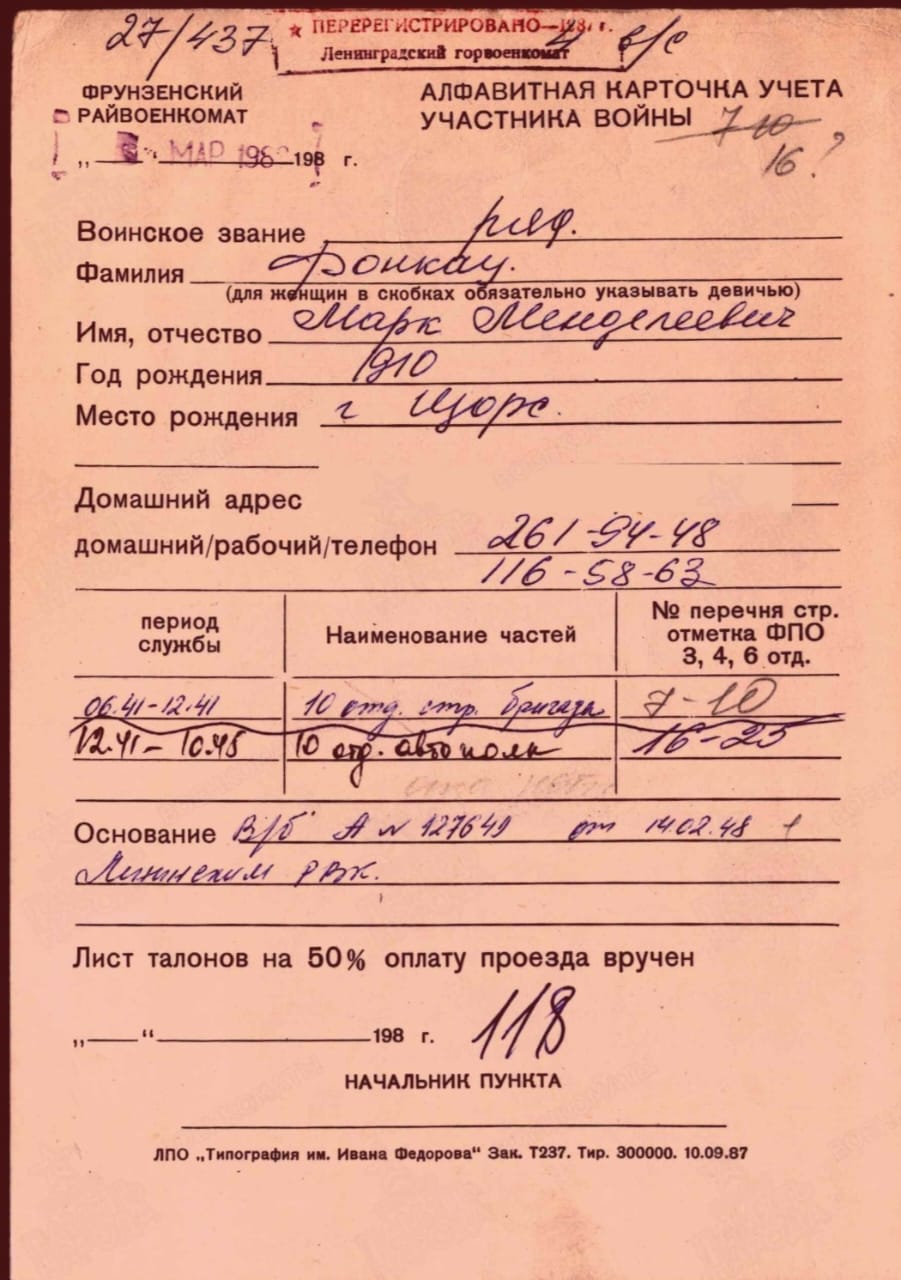 27/437
★ ПЕРЕРЕГИСТРИРОВАНО—198 г.
Ленинградский горвоенкомат
в/с
ФРУНЗЕНСКИЙ
РАЙВОЕНКОМАТ
„ “ МАР 198 198 г.
АЛФАВИТНАЯ КАРТОЧКА УЧЕТА
УЧАСТНИКА ВОЙНЫ 7-10
16?
Воинское звание ряд.
Фамилия Фонкац.
(для женщин в скобках обязательно указывать девичью)
Имя, отчество Марк Менделеевич
Год рождения 1910
Место рождения г Щорс.
Домашний адрес
домашний/рабочий/телефон 261-94-48
116-58-63
период службы
Наименование частей
№ перечня стр. отметка ФПО 3, 4, 6 отд.
06.41-12.41 10 отд. стр. бригада 7-10
12.41-10.45 10 отд. автополк 16-25
Основание В/б А N 127649 от 14.02.48
Ленинским РВК.
Лист талонов на 50% оплату проезда вручен
„ “ 198 г. 118
НАЧАЛЬНИК ПУНКТА
ЛПО „Типография им. Ивана Федорова“ Зак. Т237. Тир. 300000. 10.09.87